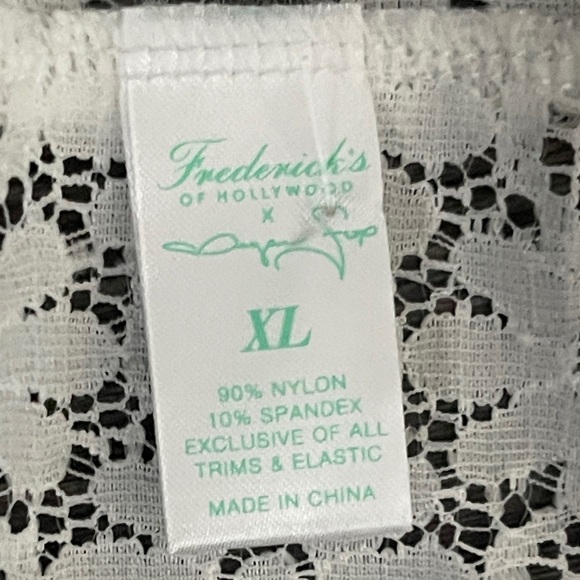 Frederick's
OF HOLLYWOOD
X
XL
90% NYLON
10% SPANDEX
EXCLUSIVE OF ALL
TRIMS & ELASTIC
MADE IN CHINA